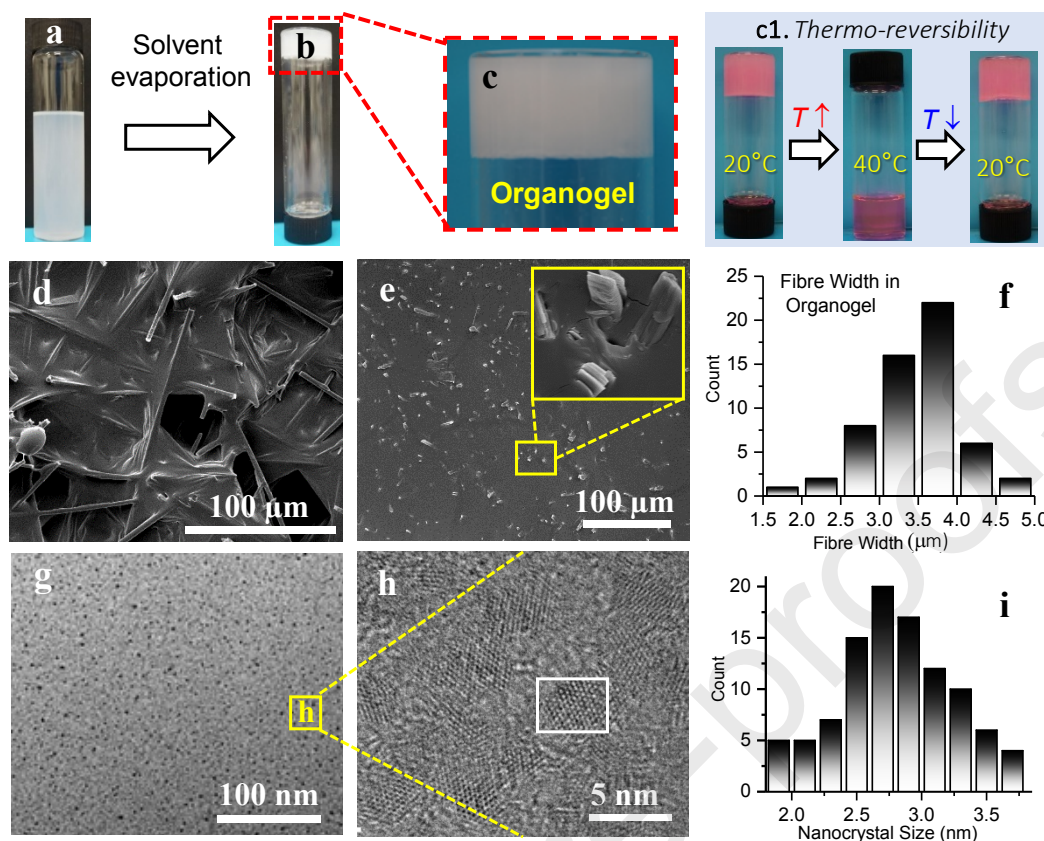 a
Solvent
evaporation
b
c
Organogel
c1. Thermo-reversibility
T ↑
T ↓
20°C
40°C
20°C
d
100 µm
e
100 µm
f
Fibre Width in
Organogel
Count
25
20
15
10
5
0
1.5 2.0 2.5 3.0 3.5 4.0 4.5 5.0
Fibre Width (µm)
g
h
100 nm
h
5 nm
i
Count
20
15
10
5
0
2.0 2.5 3.0 3.5
Nanocrystal Size (nm)
-proofs